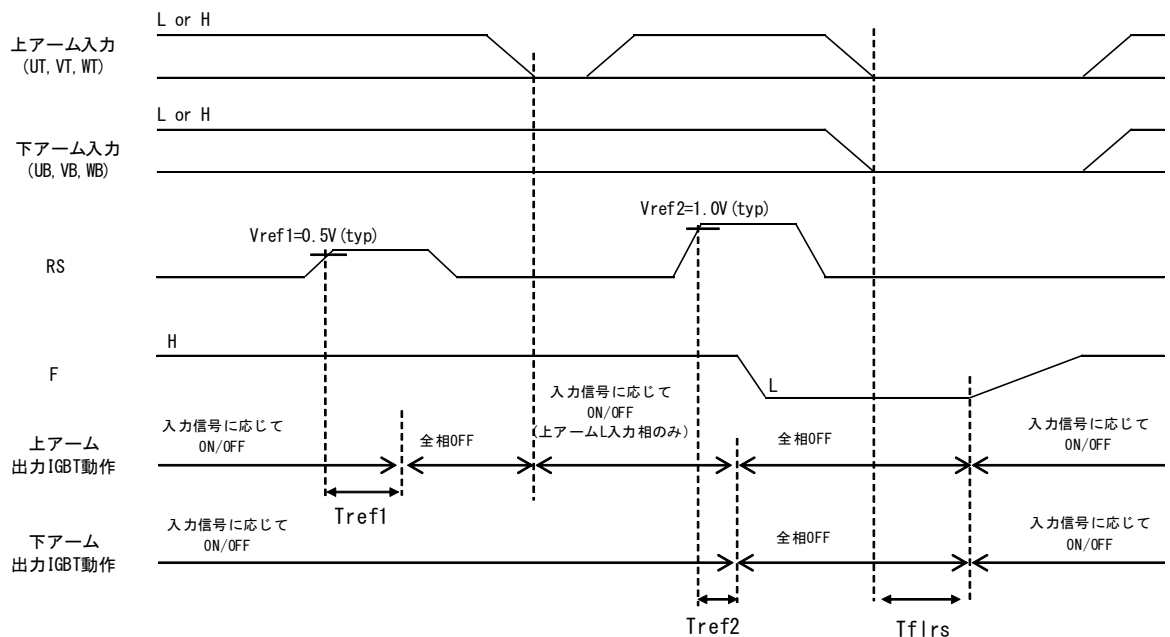 L or H
上アーム入力
(UT, VT, WT)
L or H
下アーム入力
(UB, VB, WB)
Vref1=0.5V(typ)
Vref2=1.0V(typ)
RS
H
F
L
入力信号に応じて
ON/OFF
全相OFF
入力信号に応じて
ON/OFF
(上アームL入力相のみ)
全相OFF
入力信号に応じて
ON/OFF
上アーム
出力IGBT動作
Tref1
入力信号に応じて
ON/OFF
全相OFF
入力信号に応じて
ON/OFF
下アーム
出力IGBT動作
Tref2
Tflrs